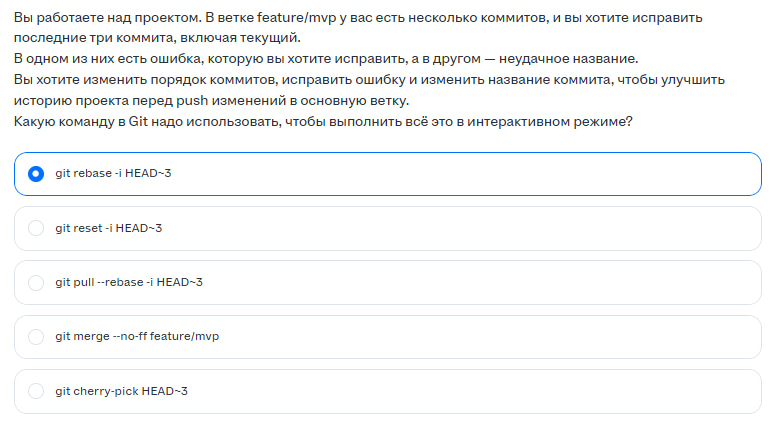 Вы работаете над проектом. В ветке feature/mvp у вас есть несколько коммитов, и вы хотите исправить
последние три коммита, включая текущий.
В одном из них есть ошибка, которую вы хотите исправить, а в другом — неудачное название.
Вы хотите изменить порядок коммитов, исправить ошибку и изменить название коммита, чтобы улучшить
историю проекта перед push изменений в основную ветку.
Какую команду в Git надо использовать, чтобы выполнить всё это в интерактивном режиме?
git rebase -i HEAD~3
git reset -i HEAD~3
git pull --rebase -i HEAD~3
git merge --no-ff feature/mvp
git cherry-pick HEAD~3